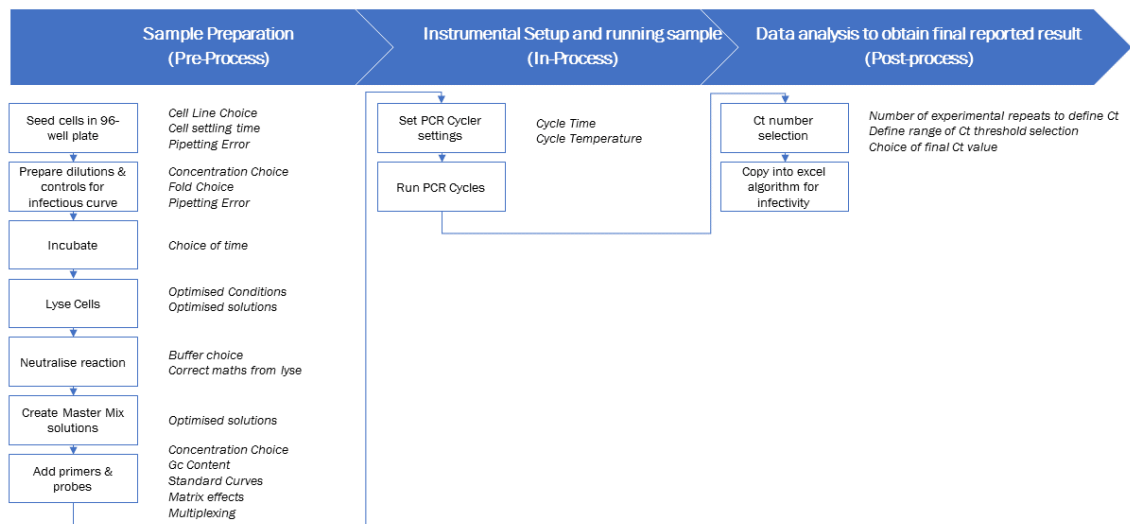 Sample Preparation
(Pre-Process)
Instrumental Setup and running sample
(In-Process)
Data analysis to obtain final reported result
(Post-process)
Seed cells in 96-
well plate
Cell Line Choice
Cell settling time
Pipetting Error
Prepare dilutions &
controls for
infectious curve
Concentration Choice
Fold Choice
Pipetting Error
Incubate
Choice of time
Lyse Cells
Optimised Conditions
Optimised solutions
Neutralise reaction
Buffer choice
Correct maths from lyse
Create Master Mix
solutions
Optimised solutions
Add primers &
probes
Concentration Choice
Gc Content
Standard Curves
Matrix effects
Multiplexing
Set PCR Cycler
settings
Cycle Time
Cycle Temperature
Run PCR Cycles
Ct number
selection
Number of experimental repeats to define Ct
Define range of Ct threshold selection
Choice of final Ct value
Copy into excel
algorithm for
infectivity